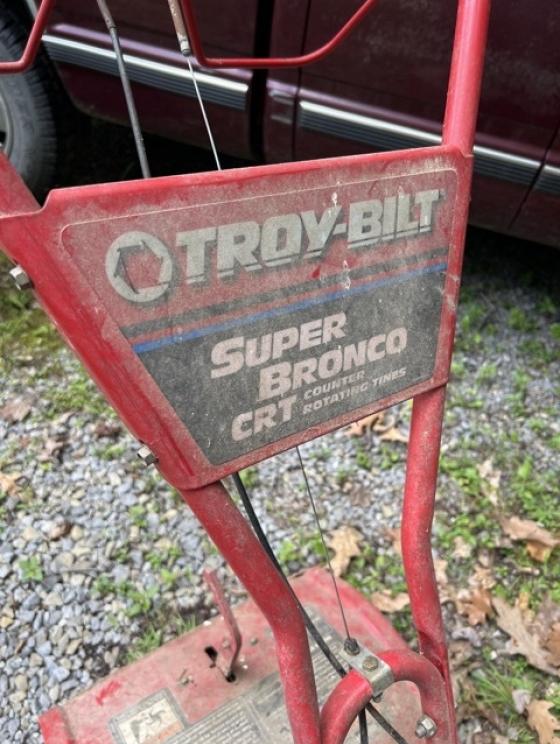 TROY-BILT
SUPER
BRONCO
CRT COUNTER
ROTATING TINES